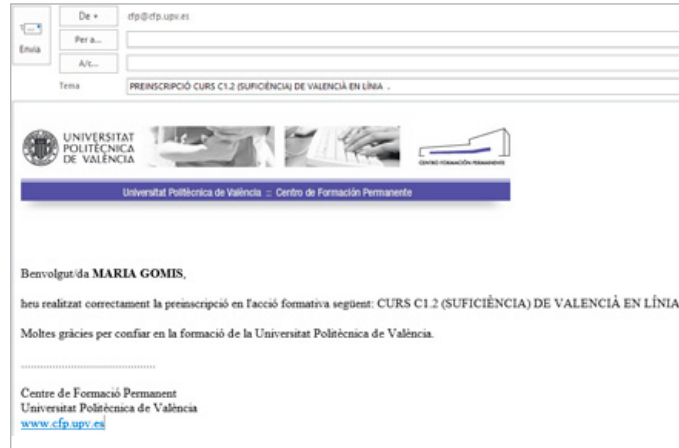 De
cfp@cfp.upv.es
Envia
Per a...
A/c...
Tema
PREINSCRIPCIÓ CURS C1.2 (SUFICIÈNCIA) DE VALENCIÀ EN LÍNIA .
UNIVERSITAT
POLITÈCNICA
DE VALÈNCIA
CENTRO FORMACIÓN PERMANENTE
Universitat Politècnica de València :: Centro de Formación Permanente
Benvolgut/da MARIA GOMIS,
heu realitzat correctament la preinscripció en l'acció formativa següent: CURS C1.2 (SUFICIÈNCIA) DE VALENCIÀ EN LÍNIA
Moltes gràcies per confiar en la formació de la Universitat Politècnica de València.
Centre de Formació Permanent
Universitat Politècnica de València
www.cfp.upv.es